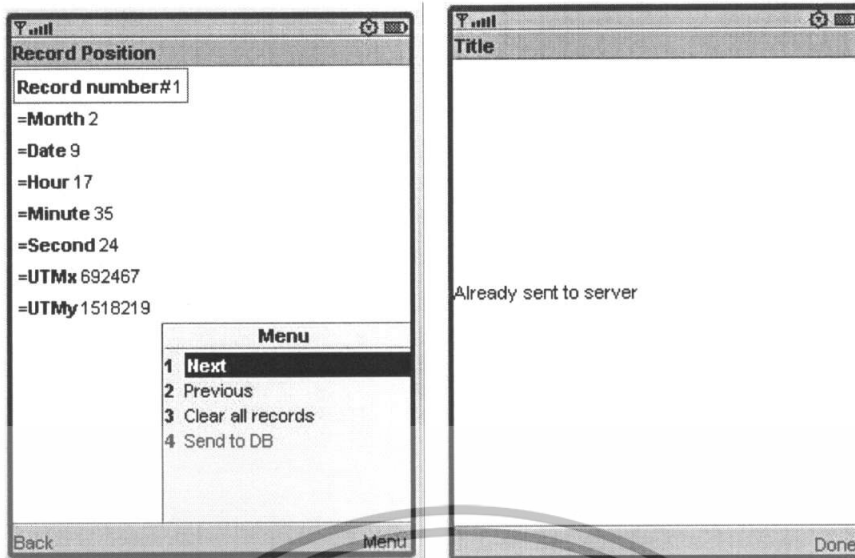 Record Position
Record number#1
=Month 2
=Date 9
=Hour 17
=Minute 35
=Second 24
=UTMx 692467
=UTMy 1518219
Menu
1 Next
2 Previous
3 Clear all records
4 Send to DB
Back
Menu
Title
Already sent to server
Done